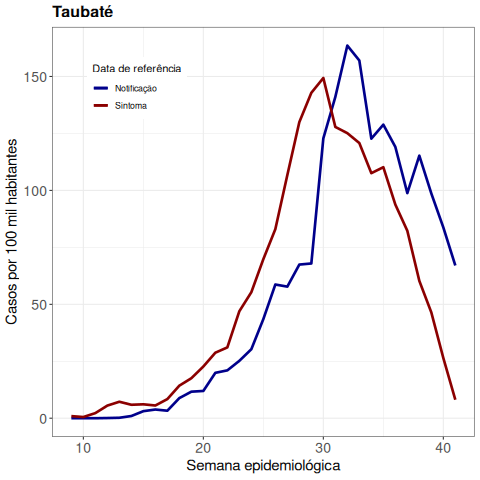 Taubaté
Data de referência
Notificação
Sintoma
150
100
50
0
10 20 30 40
Semana epidemiológica
Casos por 100 mil habitantes